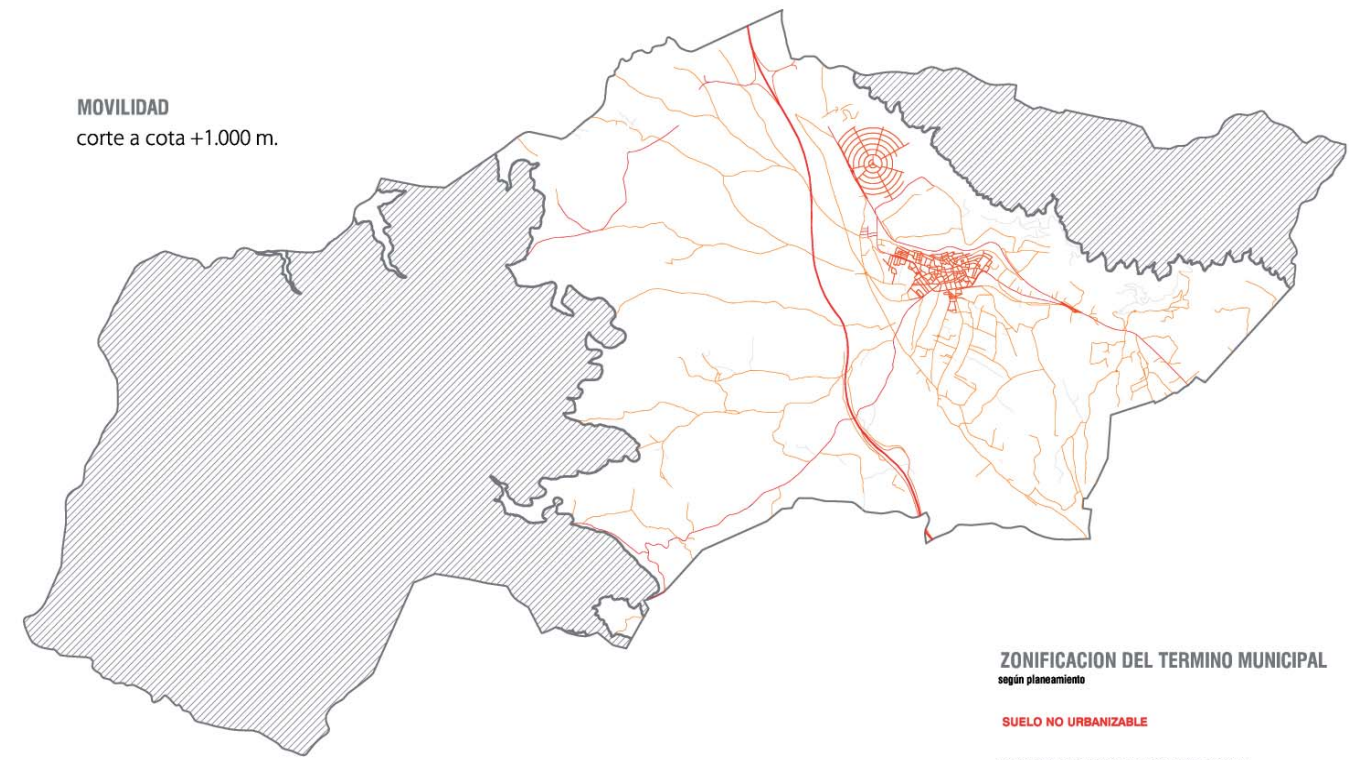 MOVILIDAD
corte a cota +1.000 m.
ZONIFICACION DEL TERMINO MUNICIPAL
según planeamiento
SUELO NO URBANIZABLE